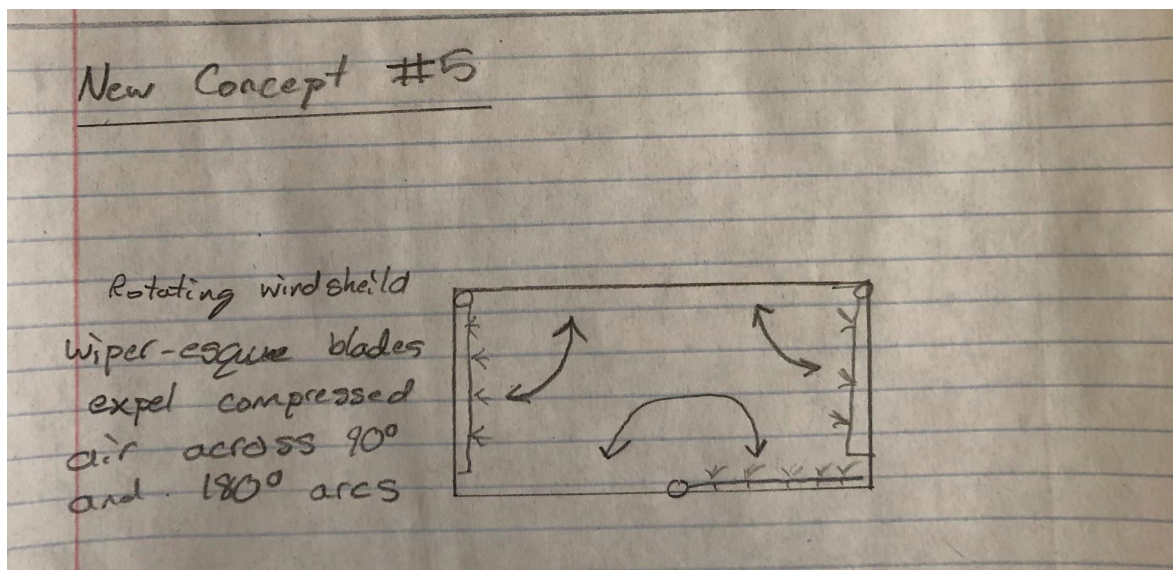 New Concept #5
Rotating windsheild
wiper-esque blades
expel compressed
air across 90°
and 180° arcs